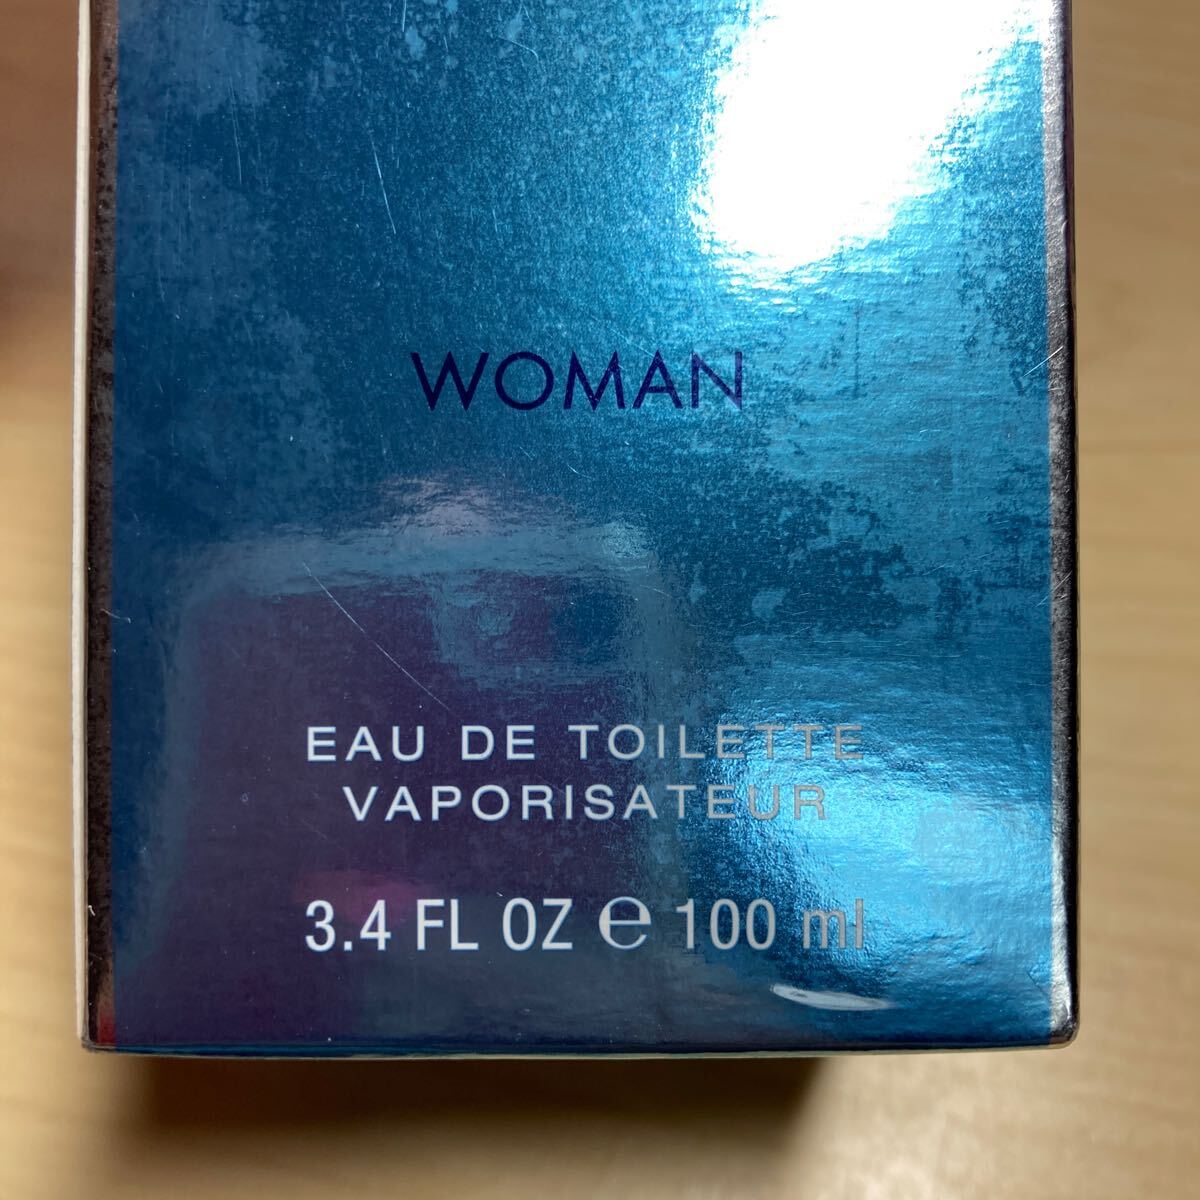 WOMAN
EAU DE TOILETTE
VAPORISATEUR
3.4 FL OZ ℮ 100 ml